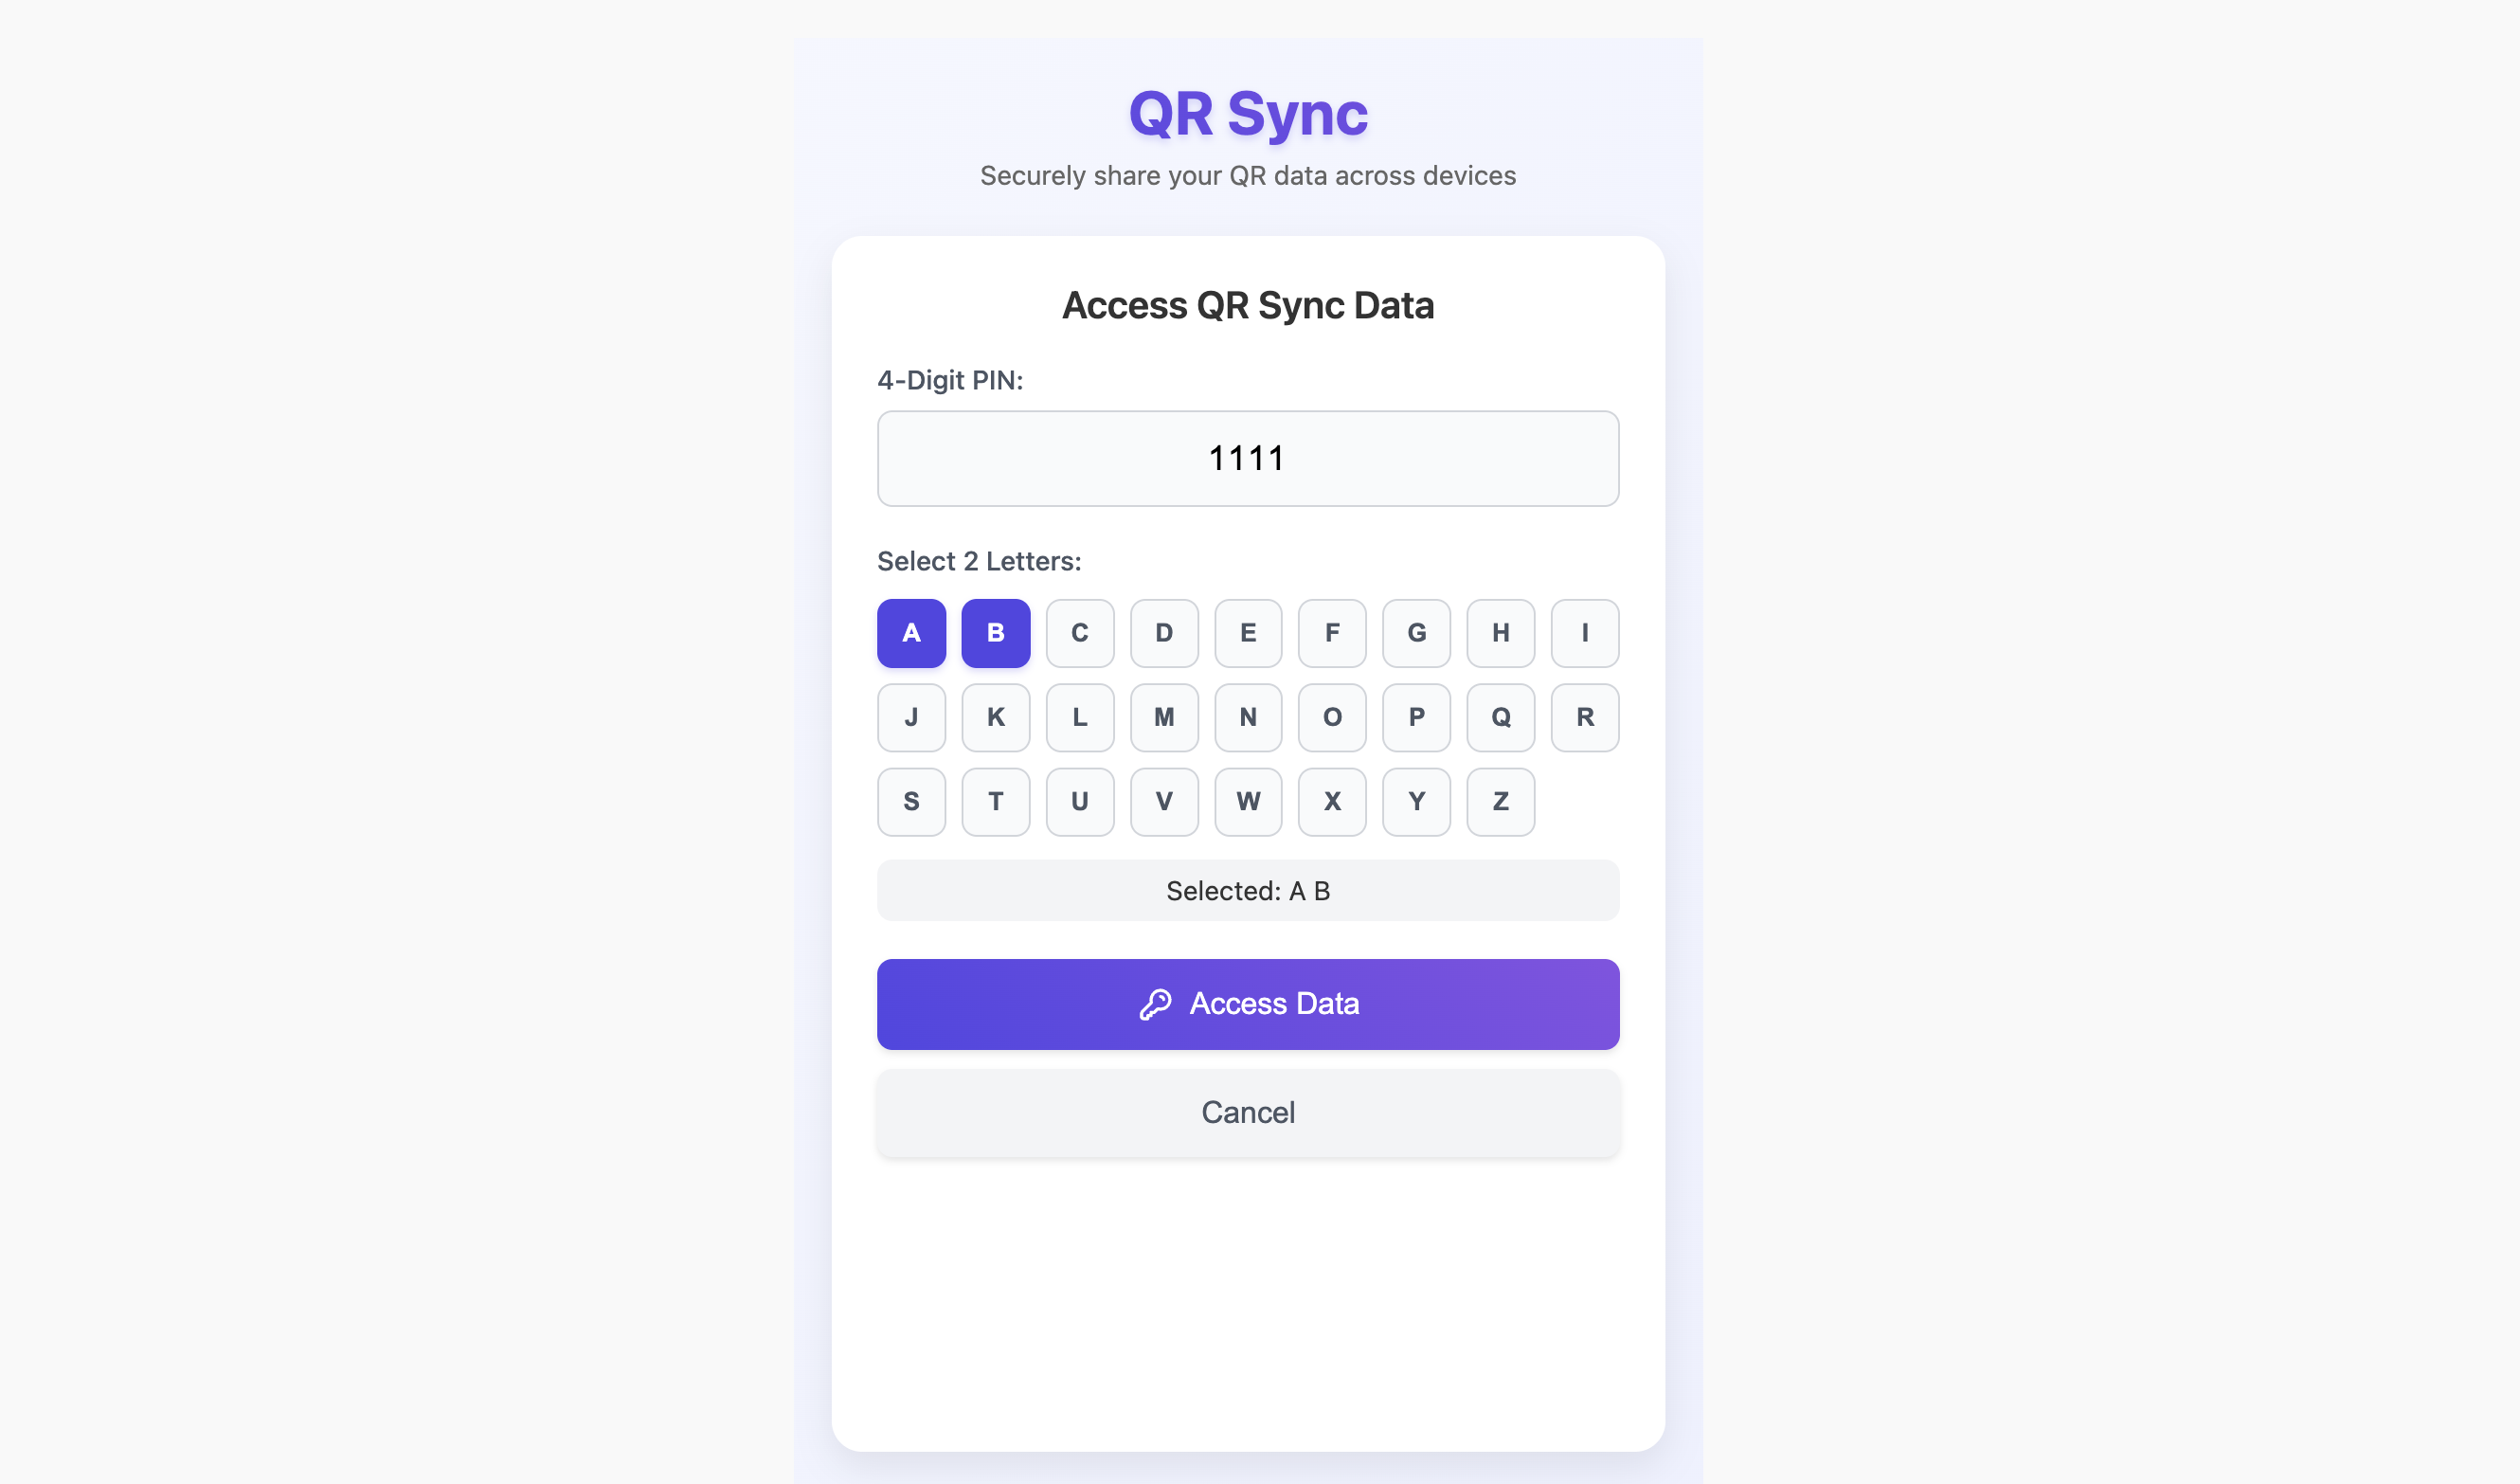 QR Sync
Securely share your QR data across devices
Access QR Sync Data
4-Digit PIN:
1111
Select 2 Letters:
A B C D E F G H I
J K L M N O P Q R
S T U V W X Y Z
Selected: A B
Access Data
Cancel